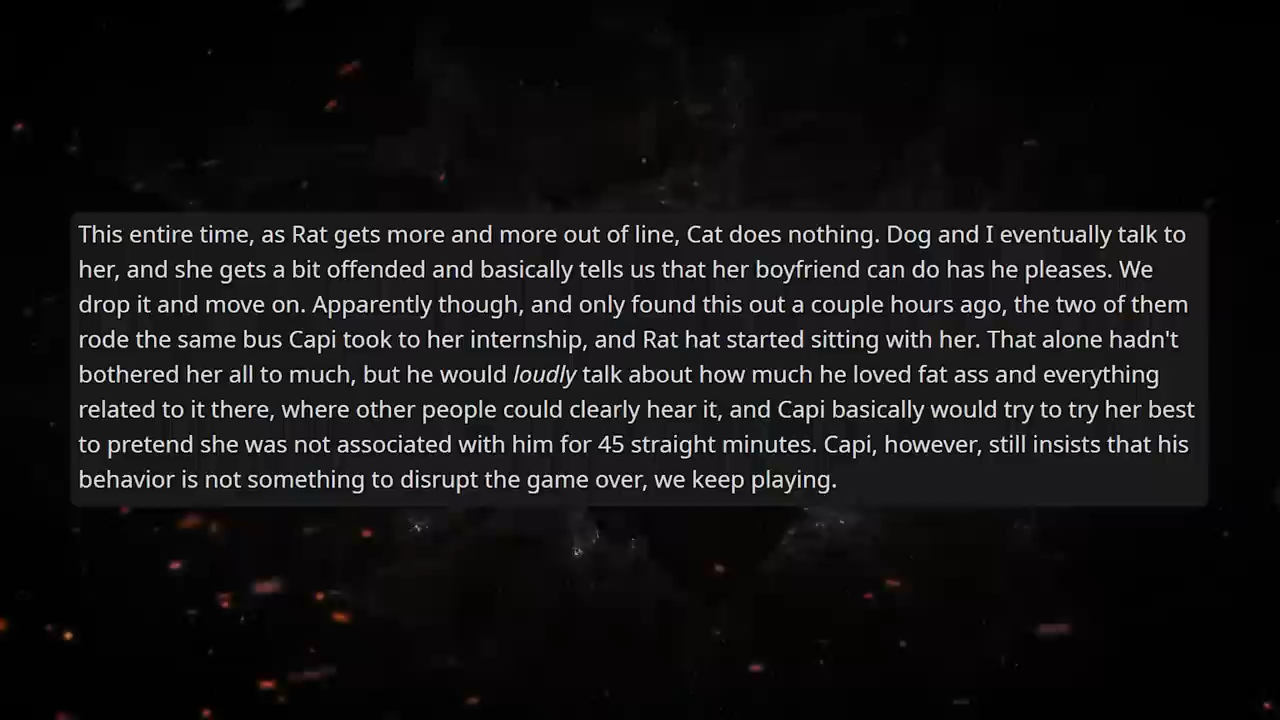 This entire time, as Rat gets more and more out of line, Cat does nothing. Dog and I eventually talk to
her, and she gets a bit offended and basically tells us that her boyfriend can do has he pleases. We
drop it and move on. Apparently though, and only found this out a couple hours ago, the two of them
rode the same bus Capi took to her internship, and Rat hat started sitting with her. That alone hadn't
bothered her all to much, but he would loudly talk about how much he loved fat ass and everything
related to it there, where other people could clearly hear it, and Capi basically would try to try her best
to pretend she was not associated with him for 45 straight minutes. Capi, however, still insists that his
behavior is not something to disrupt the game over, we keep playing.